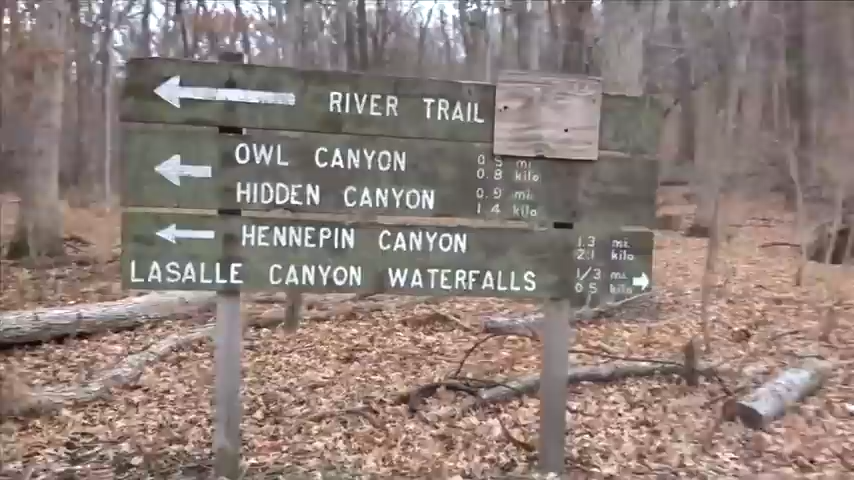 RIVER TRAIL
OWL CANYON 0.5 mi 0.8 kilo
HIDDEN CANYON 0.9 mi. 1.4 kilo
HENNEPIN CANYON 1.3 mi. 2.1 kilo
LASALLE CANYON WATERFALLS 1/3 mi. 0.5 kilo